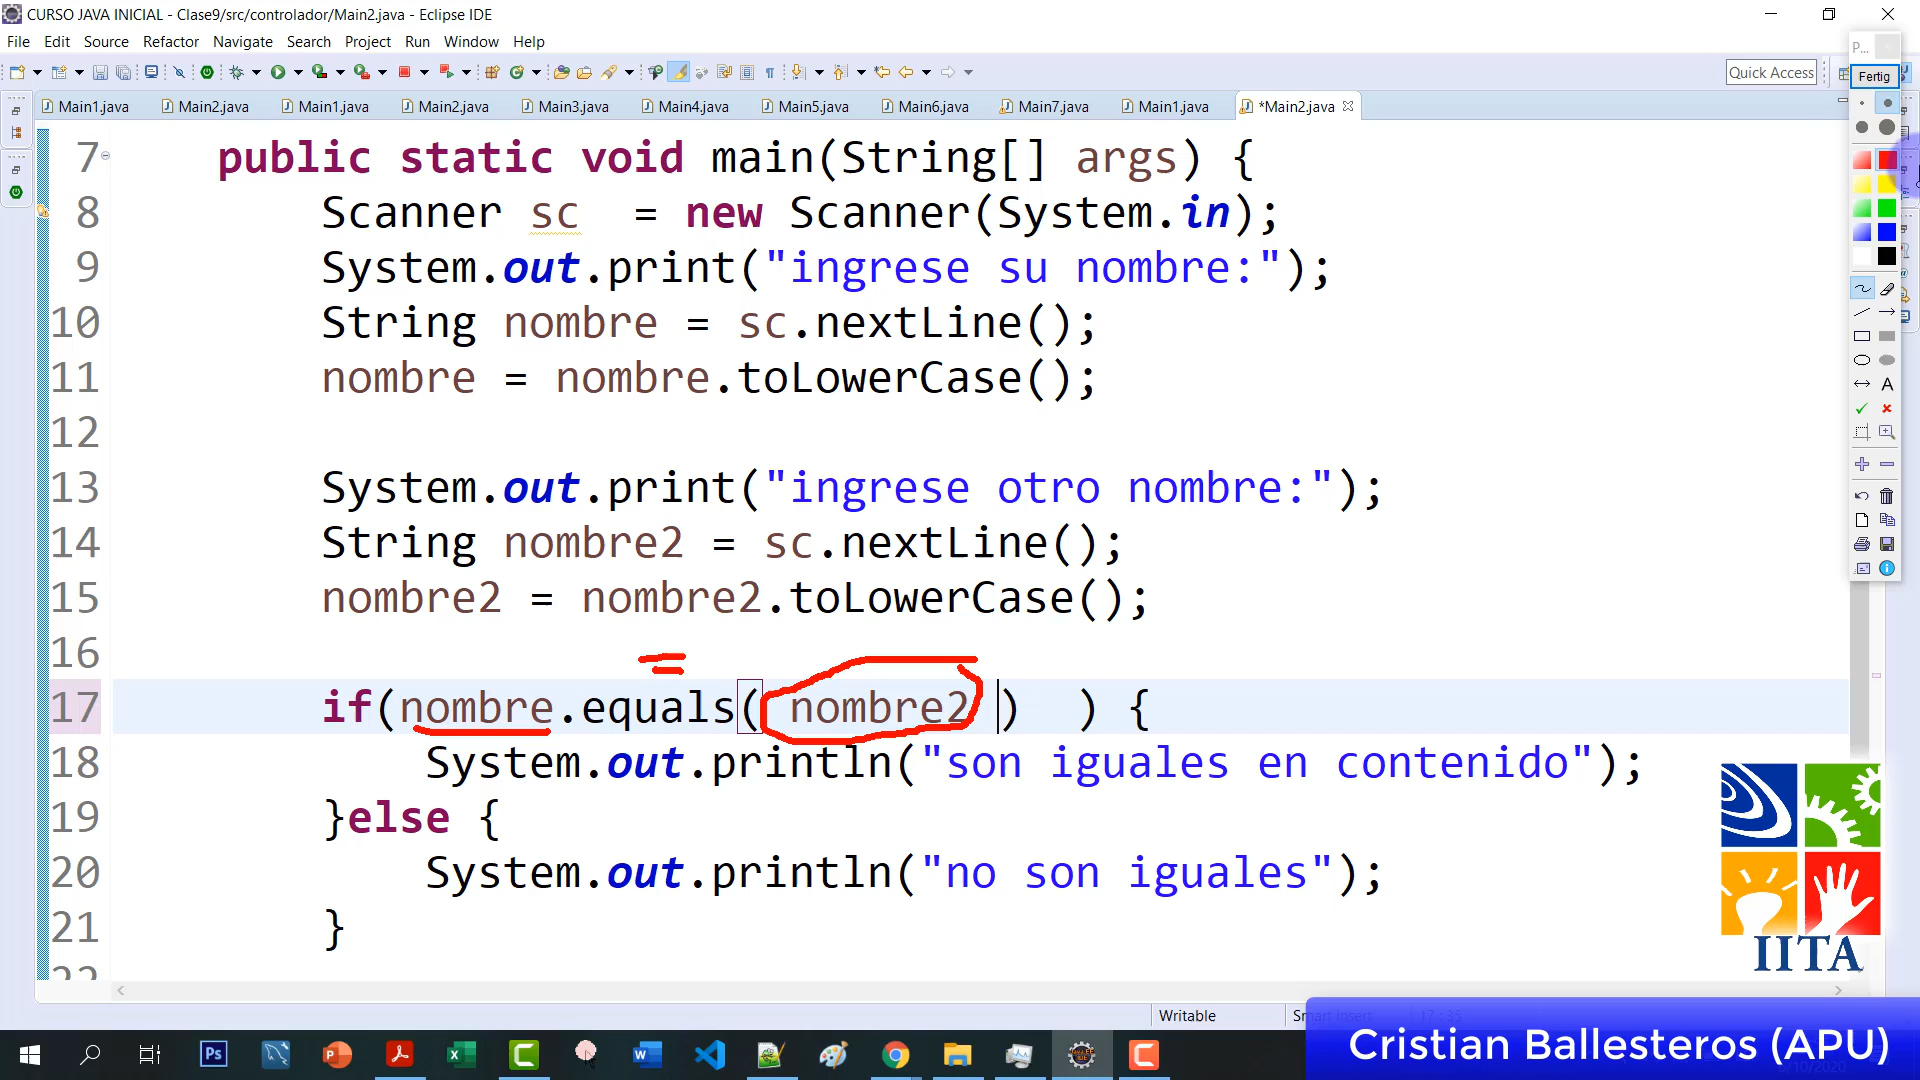 CURSO JAVA INICIAL - Clase9/src/controlador/Main2.java - Eclipse IDE
File Edit Source Refactor Navigate Search Project Run Window Help
Quick Access
P...
Fertig
Main1.java Main2.java Main1.java Main2.java Main3.java Main4.java Main5.java Main6.java Main7.java Main1.java *Main2.java
7 public static void main(String[] args) {
8 Scanner sc  = new Scanner(System.in);
9 System.out.print("ingrese su nombre:");
10 String nombre = sc.nextLine();
11 nombre = nombre.toLowerCase();
12
13 System.out.print("ingrese otro nombre:");
14 String nombre2 = sc.nextLine();
15 nombre2 = nombre2.toLowerCase();
16
=
17 if(nombre.equals( nombre2 )  ) {
18 System.out.println("son iguales en contenido");
19 }else {
20 System.out.println("no son iguales");
21 }
22
IITA
Writable
Smart Insert
17 : 35
Cristian Ballesteros (APU)